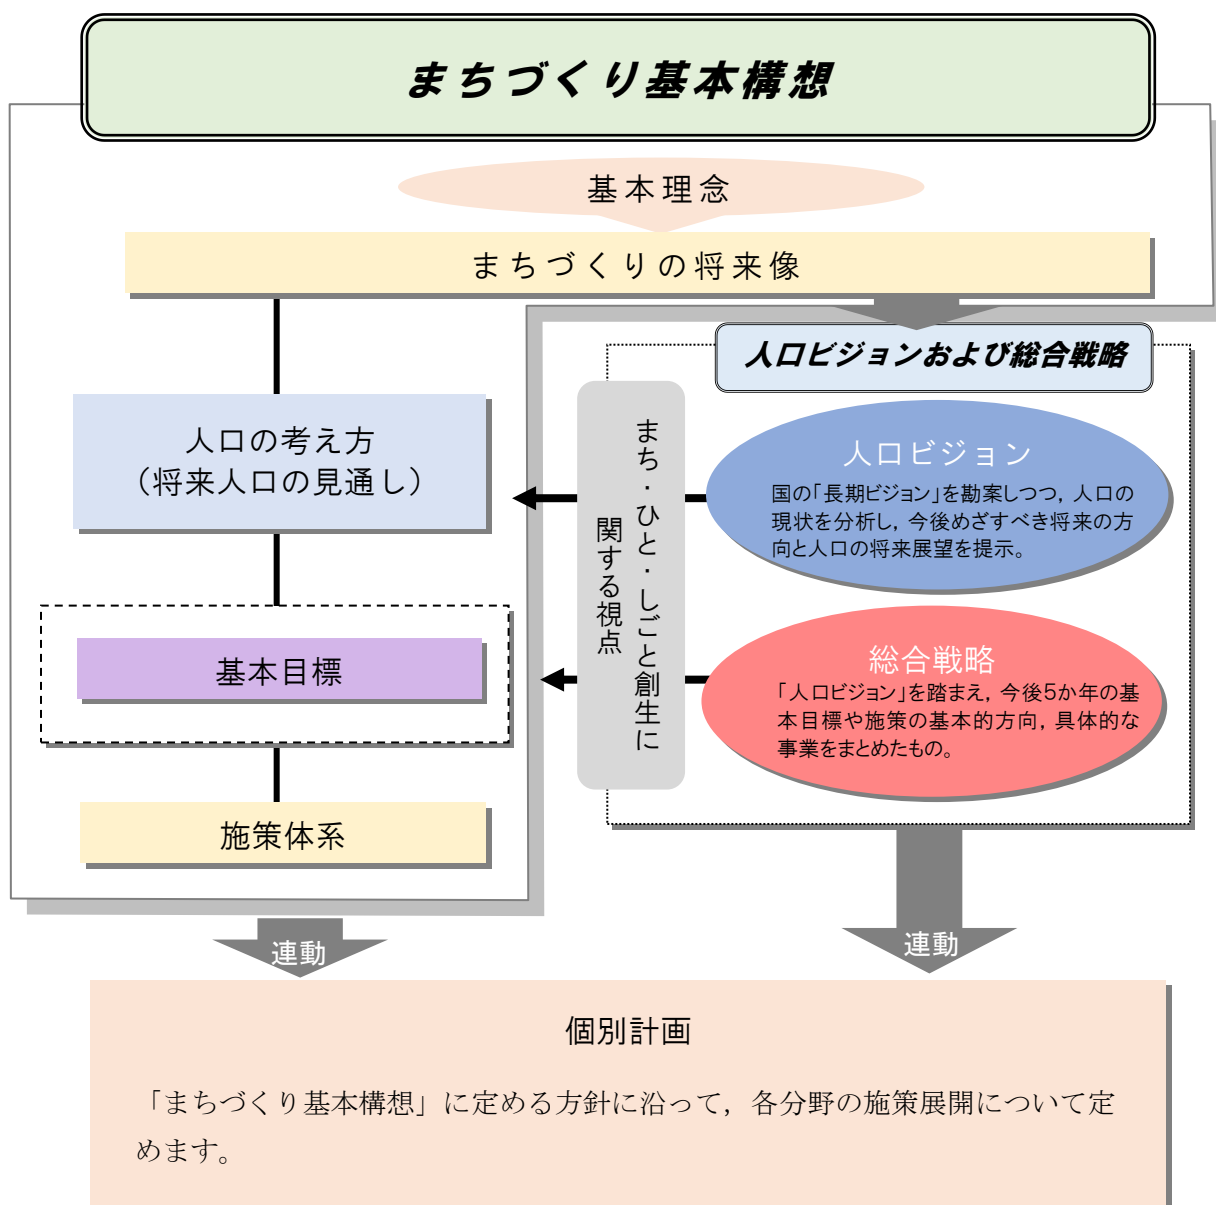 まちづくり基本構想
基本理念
まちづくりの将来像
人口の考え方
（将来人口の見通し）
基本目標
施策体系
人口ビジョンおよび総合戦略
まち・ひと・しごと創生に
関する視点
人口ビジョン
国の「長期ビジョン」を勘案しつつ，人口の
現状を分析し，今後めざすべき将来の方
向と人口の将来展望を提示。
総合戦略
「人口ビジョン」を踏まえ，今後5か年の基
本目標や施策の基本的方向，具体的な
事業をまとめたもの。
連動
連動
個別計画
「まちづくり基本構想」に定める方針に沿って，各分野の施策展開について定
めます。